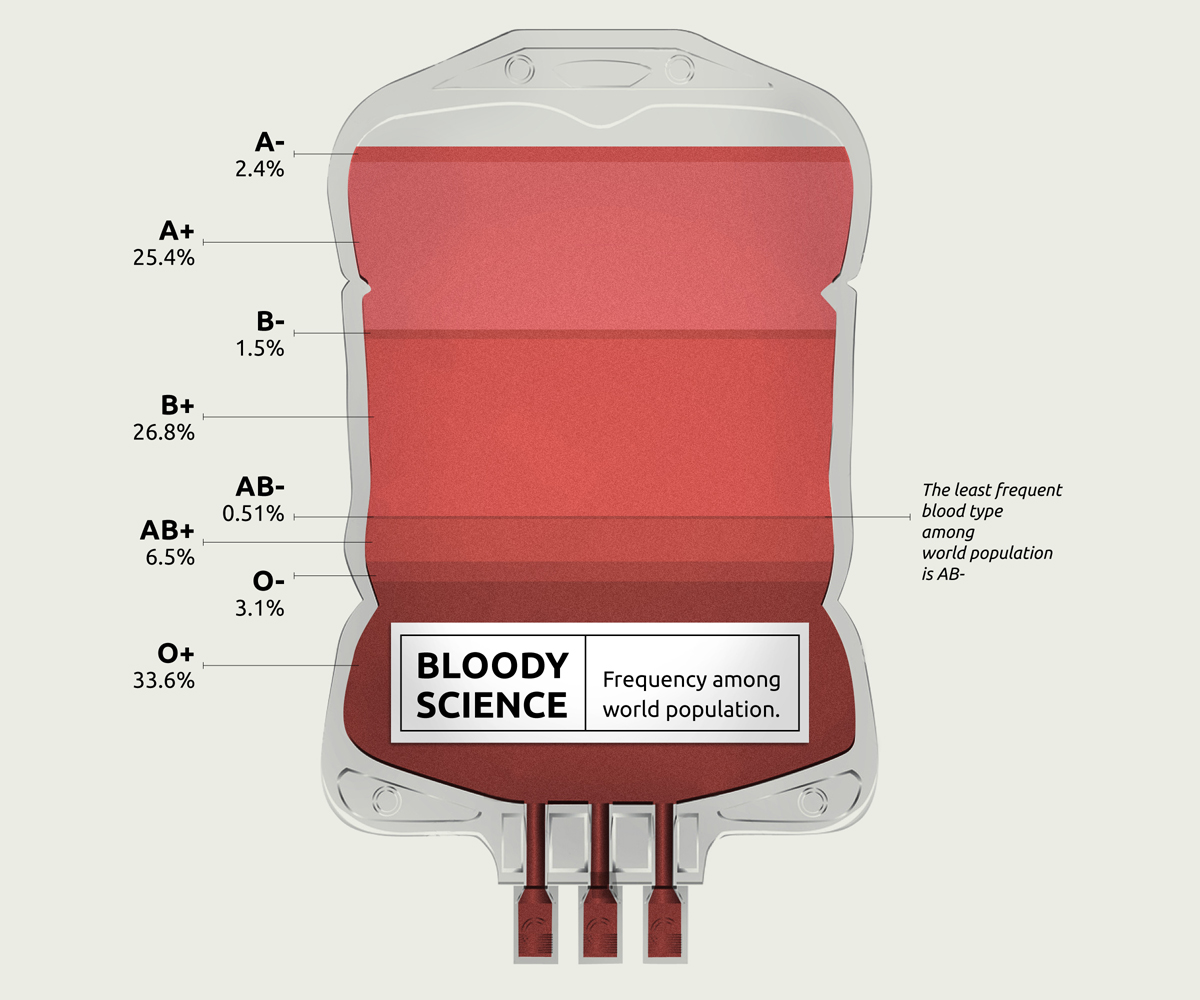 A-
2.4%
A+
25.4%
B-
1.5%
B+
26.8%
AB-
0.51%
AB+
6.5%
O-
3.1%
O+
33.6%
The least frequent
blood type
among
world population
is AB-
BLOODY
SCIENCE
Frequency among
world population.